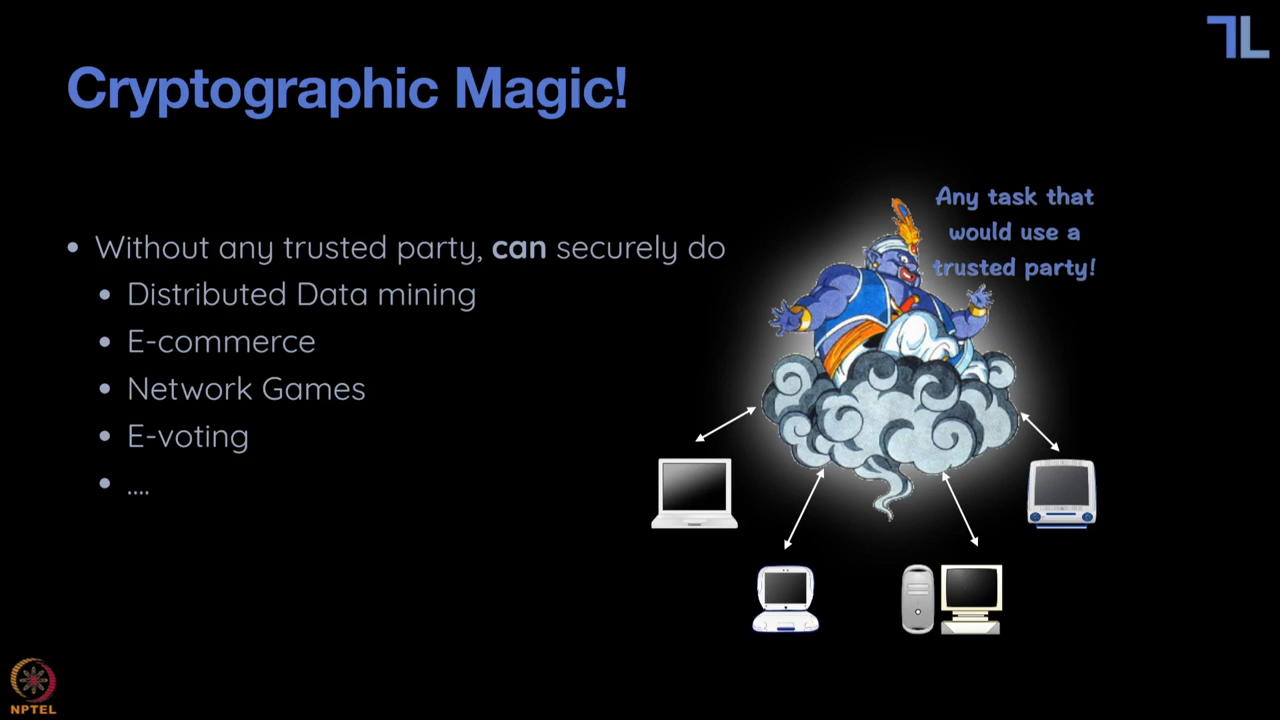 TL
Cryptographic Magic!
Any task that
would use a
trusted party!
• Without any trusted party, can securely do
• Distributed Data mining
• E-commerce
• Network Games
• E-voting
• ....
NPTEL